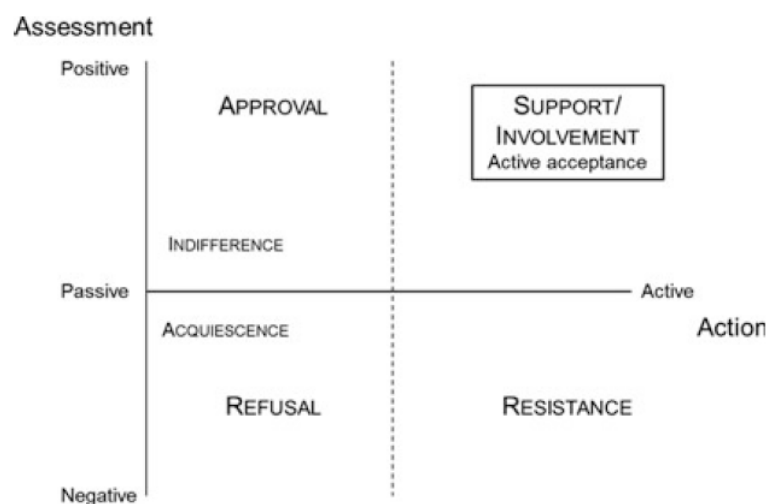 Assessment
Positive
APPROVAL
SUPPORT/
INVOLVEMENT
Active acceptance
INDIFFERENCE
Passive
Active
ACQUIESCENCE
Action
REFUSAL
RESISTANCE
Negative